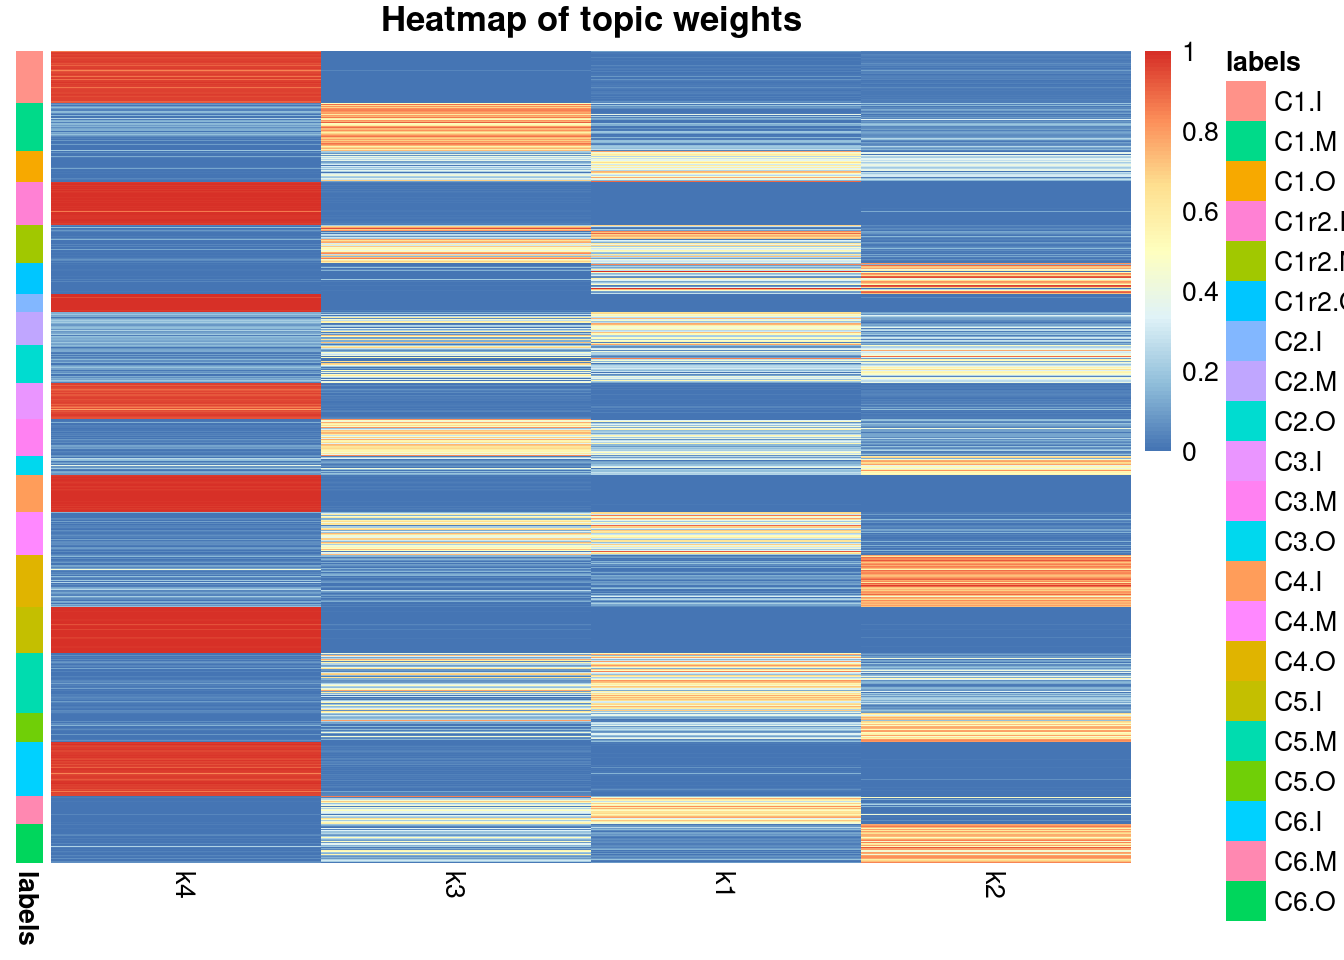 Heatmap of topic weights
1
0.8
0.6
0.4
0.2
0
labels
C1.I
C1.M
C1.O
C1r2.I
C1r2.
C1r2.
C2.I
C2.M
C2.O
C3.I
C3.M
C3.O
C4.I
C4.M
C4.O
C5.I
C5.M
C5.O
C6.I
C6.M
C6.O
labels
k4
k3
k1
k2